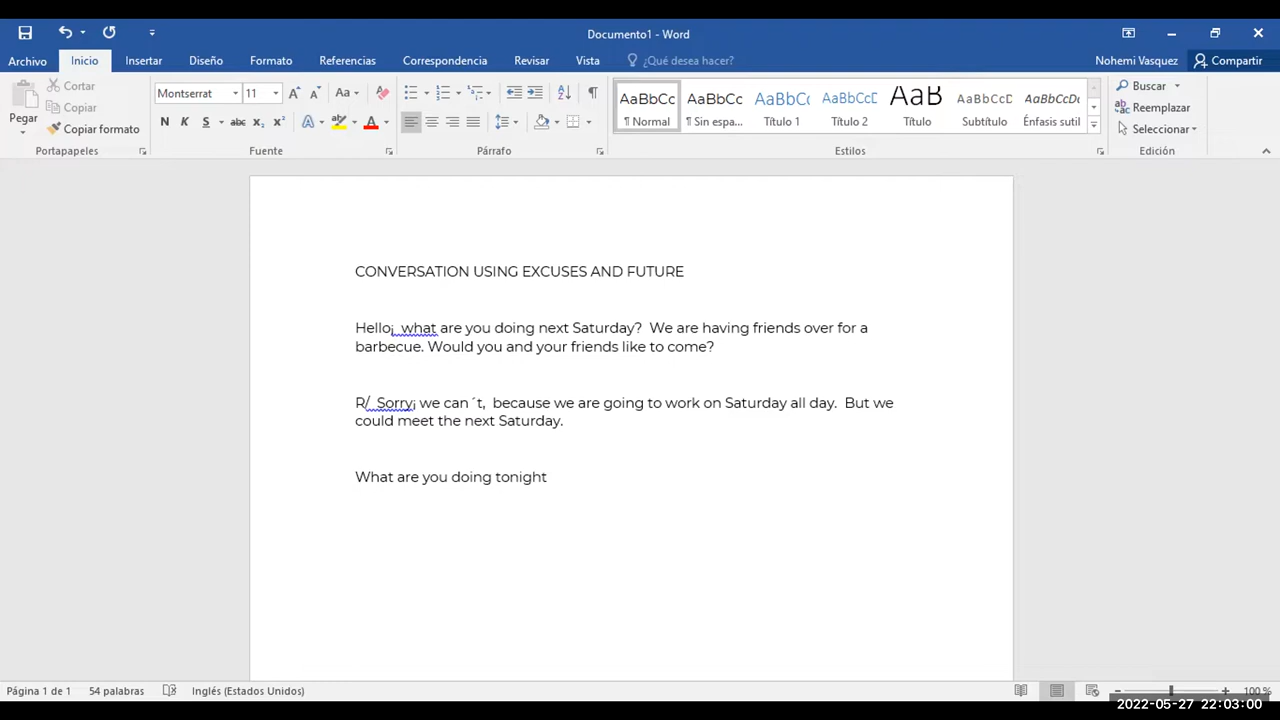 Documento1 - Word
Archivo Inicio Insertar Diseño Formato Referencias Correspondencia Revisar Vista ¿Qué desea hacer? Nohemi Vasquez Compartir
Pegar
Cortar
Copiar
Copiar formato
Portapapeles
Montserrat 11
N K S abc x₂ x²
Fuente
Párrafo
AaBbCc AaBbCc AaBbCc AaBbCcD AaB AaBbCcD AaBbCcDc
¶ Normal ¶ Sin espa... Título 1 Título 2 Título Subtítulo Énfasis sutil
Estilos
Buscar
Reemplazar
Seleccionar
Edición
CONVERSATION USING EXCUSES AND FUTURE
Hello¡ what are you doing next Saturday? We are having friends over for a
barbecue. Would you and your friends like to come?
R/ Sorry¡ we can´t, because we are going to work on Saturday all day. But we
could meet the next Saturday.
What are you doing tonight
Página 1 de 1 54 palabras Inglés (Estados Unidos) 100 %
2022-05-27 22:03:00